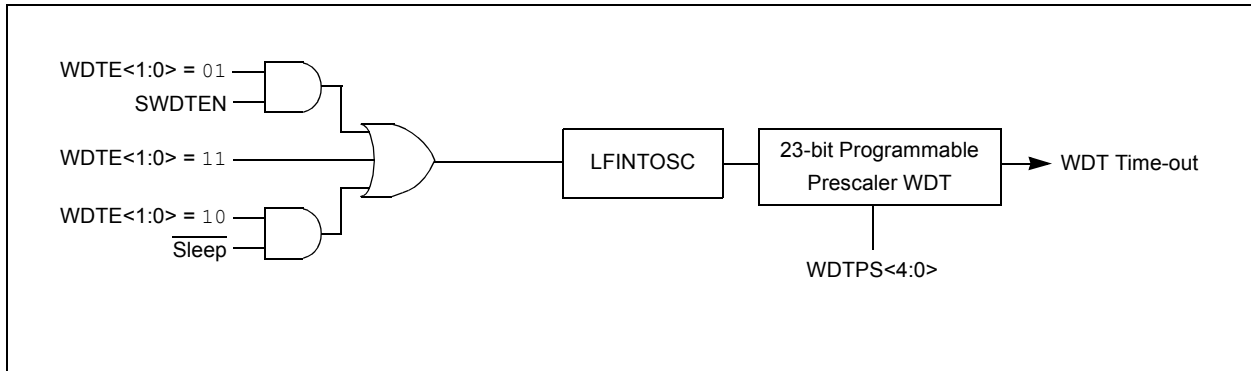 WDTE<1:0> = 01
SWDTEN
WDTE<1:0> = 11
WDTE<1:0> = 10
Sleep
LFINTOSC
23-bit Programmable
Prescaler WDT
WDT Time-out
WDTPS<4:0>